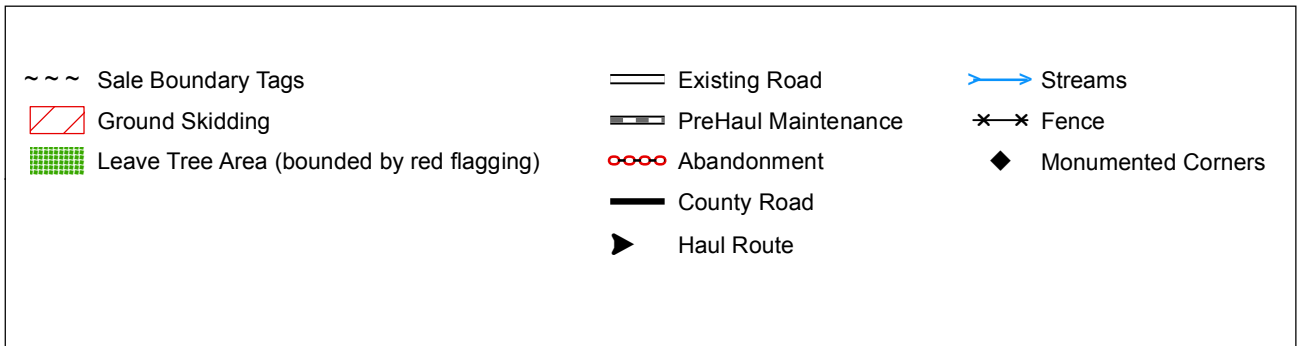 Sale Boundary Tags
Ground Skidding
Leave Tree Area (bounded by red flagging)
Existing Road
PreHaul Maintenance
Abandonment
County Road
Haul Route
Streams
Fence
Monumented Corners